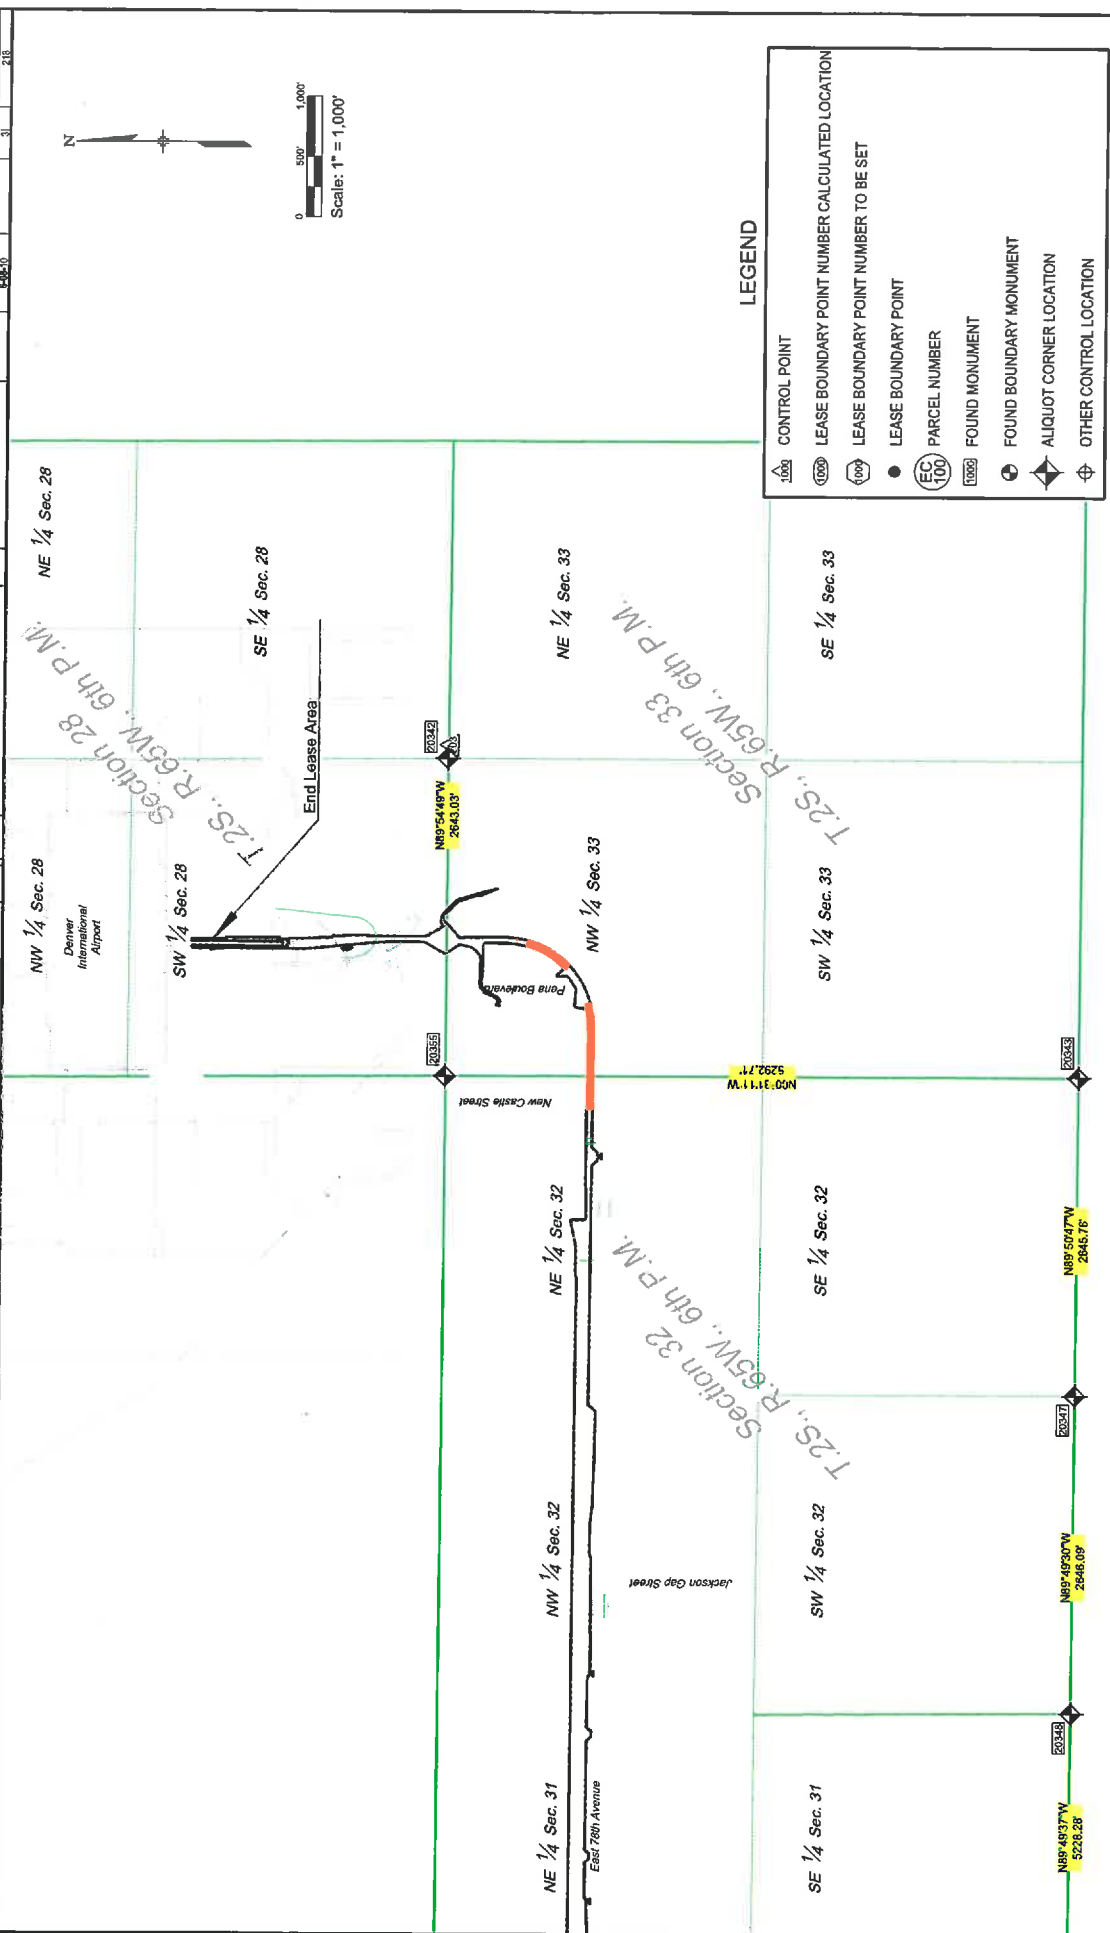 218
31
N
0 500' 1,000'
Scale: 1" = 1,000'
LEGEND
1000 CONTROL POINT
1000 LEASE BOUNDARY POINT NUMBER CALCULATED LOCATION
1000 LEASE BOUNDARY POINT NUMBER TO BE SET
LEASE BOUNDARY POINT
EC 100 PARCEL NUMBER
1000 FOUND MONUMENT
FOUND BOUNDARY MONUMENT
ALIQUOT CORNER LOCATION
OTHER CONTROL LOCATION
NE 1/4 Sec. 28
Section 28
T.2S., R.65W., 6th P.M.
SE 1/4 Sec. 28
End Lease Area
NW 1/4 Sec. 28
Denver
International
Airport
SW 1/4 Sec. 28
20342
N89°54'49"W
2643.03'
NE 1/4 Sec. 33
Section 33
T.2S., R.65W., 6th P.M.
SE 1/4 Sec. 33
NW 1/4 Sec. 33
SW 1/4 Sec. 33
Pena Boulevard
20355
New Castle Street
N00°31'11"W
5292.71'
20343
NE 1/4 Sec. 32
SE 1/4 Sec. 32
Section 32
T.2S., R.65W., 6th P.M.
N89°50'47"W
2645.76'
20347
NW 1/4 Sec. 32
SW 1/4 Sec. 32
Jackson Gap Street
N89°49'30"W
2646.09'
20348
NE 1/4 Sec. 31
East 78th Avenue
SE 1/4 Sec. 31
N89°49'37"W
5228.28'